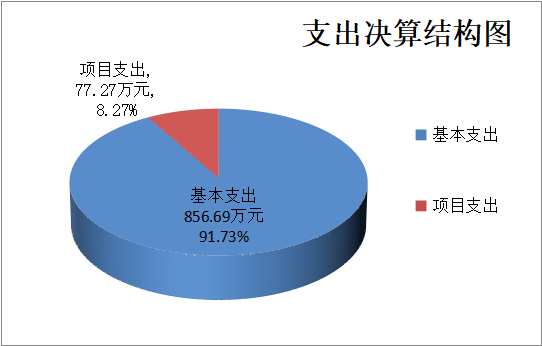 支出决算结构图
项目支出,
77.27万元,
8.27%
基本支出
856.69万元
91.73%
基本支出
项目支出